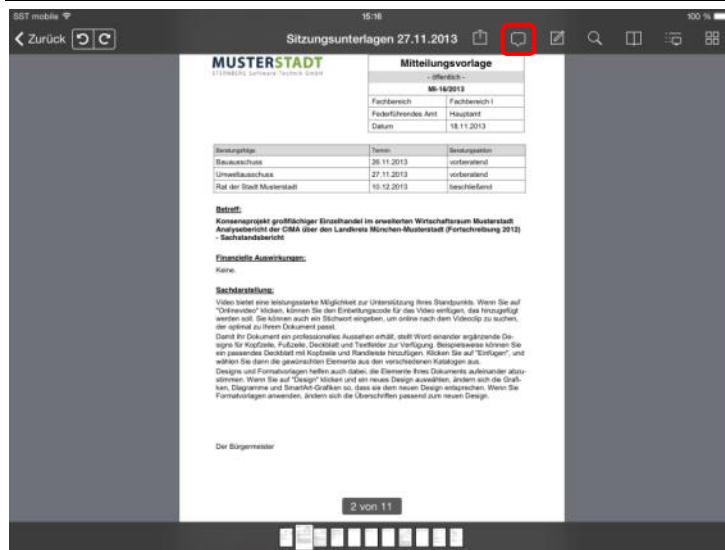 SST mobile 15:16 100 %
Zurück Sitzungsunterlagen 27.11.2013
MUSTERSTADT
STERNBERG Software-Technik GmbH
Mitteilungsvorlage
- öffentlich -
MI-16/2013
Fachbereich Fachbereich I
Federführendes Amt Hauptamt
Datum 18.11.2013
Beratungsfolge Termin Beratungsaktion
Bauausschuss 26.11.2013 vorberatend
Umweltausschuss 27.11.2013 vorberatend
Rat der Stadt Musterstadt 10.12.2013 beschließend
Betreff:
Konsensprojekt großflächiger Einzelhandel im erweiterten Wirtschaftsraum Musterstadt
Analysebericht der CIMA über den Landkreis München-Musterstadt (Fortschreibung 2012)
- Sachstandsbericht
Finanzielle Auswirkungen:
Keine.
Sachdarstellung:
Video bietet eine leistungsstarke Möglichkeit zur Unterstützung Ihres Standpunkts. Wenn Sie auf
"Onlinevideo" klicken, können Sie den Einbettungscode für das Video einfügen, das hinzugefügt
werden soll. Sie können auch ein Stichwort eingeben, um online nach dem Videoclip zu suchen,
der optimal zu Ihrem Dokument passt.
Damit Ihr Dokument ein professionelles Aussehen erhält, stellt Word einander ergänzende De-
signs für Kopfzeile, Fußzeile, Deckblatt und Textfelder zur Verfügung. Beispielsweise können Sie
ein passendes Deckblatt mit Kopfzeile und Randleiste hinzufügen. Klicken Sie auf "Einfügen", und
wählen Sie dann die gewünschten Elemente aus den verschiedenen Katalogen aus.
Designs und Formatvorlagen helfen auch dabei, die Elemente Ihres Dokuments aufeinander abzu-
stimmen. Wenn Sie auf "Design" klicken und ein neues Design auswählen, ändern sich die Grafi-
ken, Diagramme und SmartArt-Grafiken so, dass sie dem neuen Design entsprechen. Wenn Sie
Formatvorlagen anwenden, ändern sich die Überschriften passend zum neuen Design.
Der Bürgermeister
2 von 11